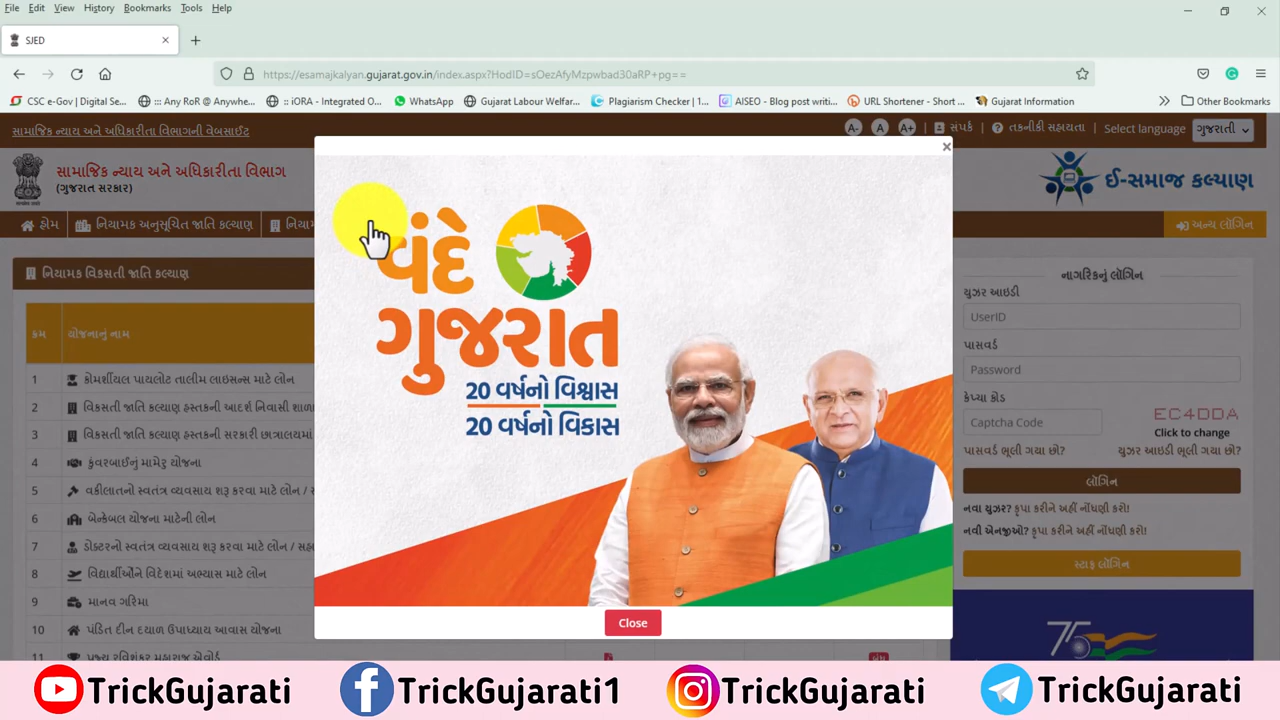 File Edit View History Bookmarks Tools Help
SJED
https://esamajkalyan.gujarat.gov.in/index.aspx?HodID=sOezAfyMzpwbad30aRP+pg==
CSC e-Gov | Digital Se... ::: Any RoR @ Anywhe... :: iORA - Integrated O... WhatsApp Gujarat Labour Welfar... Plagiarism Checker | 1... AISEO - Blog post writi... URL Shortener - Short ... Gujarat Information Other Bookmarks
સામાજિક ન્યાય અને અધિકારીતા વિભાગની વેબસાઈટ
A- A A+ | સંપર્ક | તકનીકી સહાયતા | Select language ગુજરાતી
સામાજિક ન્યાય અને અધિકારીતા વિભાગ
(ગુજરાત સરકાર)
ઈ-સમાજ કલ્યાણ
હોમ નિયામક અનુસૂચિત જાતિ કલ્યાણ અન્ય લૉગિન
નિયામક વિકસતી જાતિ કલ્યાણ
ક્રમ યોજનાનું નામ
1 કોમર્શીયલ પાયલોટ તાલીમ લાઇસન્સ માટે લોન
2 વિકસતી જાતિ કલ્યાણ હસ્તકની આદર્શ નિવાસી
3 વિકસતી જાતિ કલ્યાણ હસ્તકની સરકારી છાત્રાલયમાં
4 કુંવરબાઈનું મામેરુ યોજના
5 વકીલાતનો સ્વતંત્ર વ્યવસાય શરૂ કરવા માટે લોન /
6 બેન્કેબલ યોજના માટેની લોન
7 ડોક્ટરનો સ્વતંત્ર વ્યવસાય શરૂ કરવા માટે લોન /
8 વિદ્યાર્થીઓને વિદેશમાં અભ્યાસ માટે લોન
9 માનવ ગરિમા
10 પંડિત દીન દયાળ ઉપાધ્યાય આવાસ યોજના
11
વંદે
ગુજરાત
20 વર્ષનો વિશ્વાસ
20 વર્ષનો વિકાસ
Close
નાગરિકનું લૉગિન
યુઝર આઇડી
UserID
પાસવર્ડ
Password
કેપ્ચા કોડ
Captcha Code
EC4DDA
Click to change
પાસવર્ડ ભૂલી ગયા છો? યુઝર આઇડી ભૂલી ગયા છો?
લૉગિન
નવા યુઝર? કૃપા કરીને અહીં નોંધણી કરો!
નવી એનજીઓ? કૃપા કરીને અહીં નોંધણી કરો!
સ્ટાફ લૉગિન
75
TrickGujarati TrickGujarati1 TrickGujarati TrickGujarati